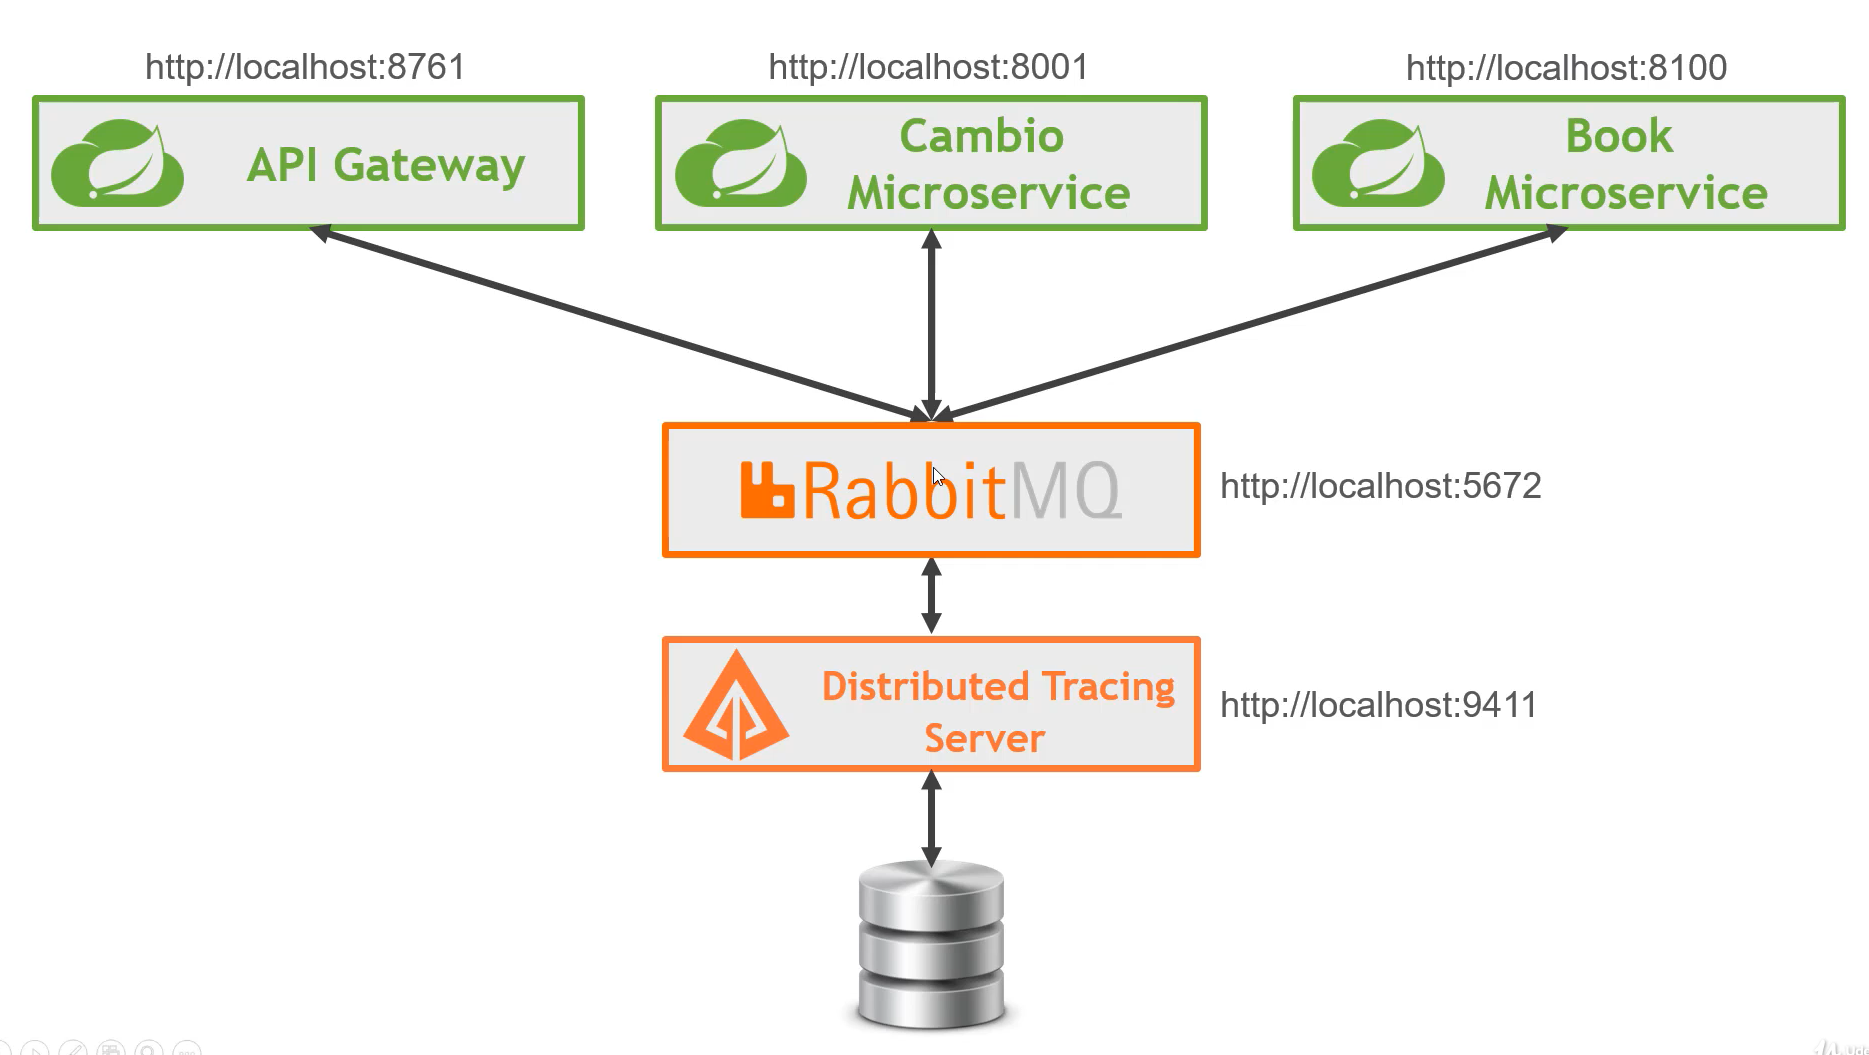 http://localhost:8761
http://localhost:8001
http://localhost:8100
API Gateway
Cambio
Microservice
Book
Microservice
RabbitMQ
http://localhost:5672
Distributed Tracing
Server
http://localhost:9411